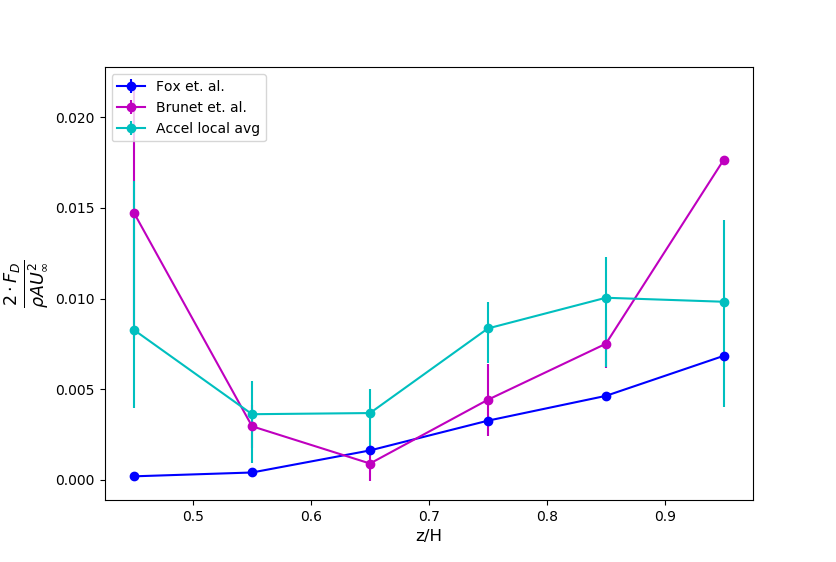 Fox et. al.
Brunet et. al.
Accel local avg
0.020
0.015
0.010
0.005
0.000
2 · F_D
ρAU_∞^2
0.5 0.6 0.7 0.8 0.9
z/H